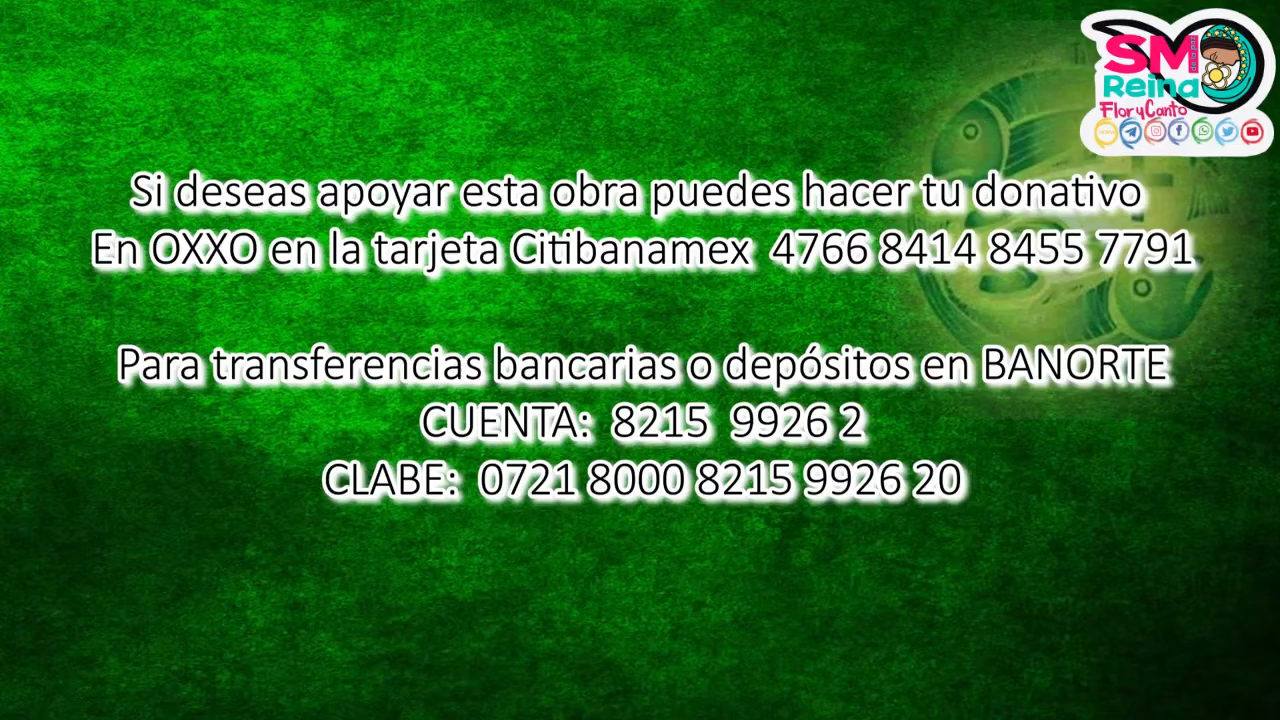 SM
Reina
Flor y Canto
Si deseas apoyar esta obra puedes hacer tu donativo
En OXXO en la tarjeta Citibanamex 4766 8414 8455 7791
Para transferencias bancarias o depósitos en BANORTE
CUENTA: 8215 9926 2
CLABE: 0721 8000 8215 9926 20